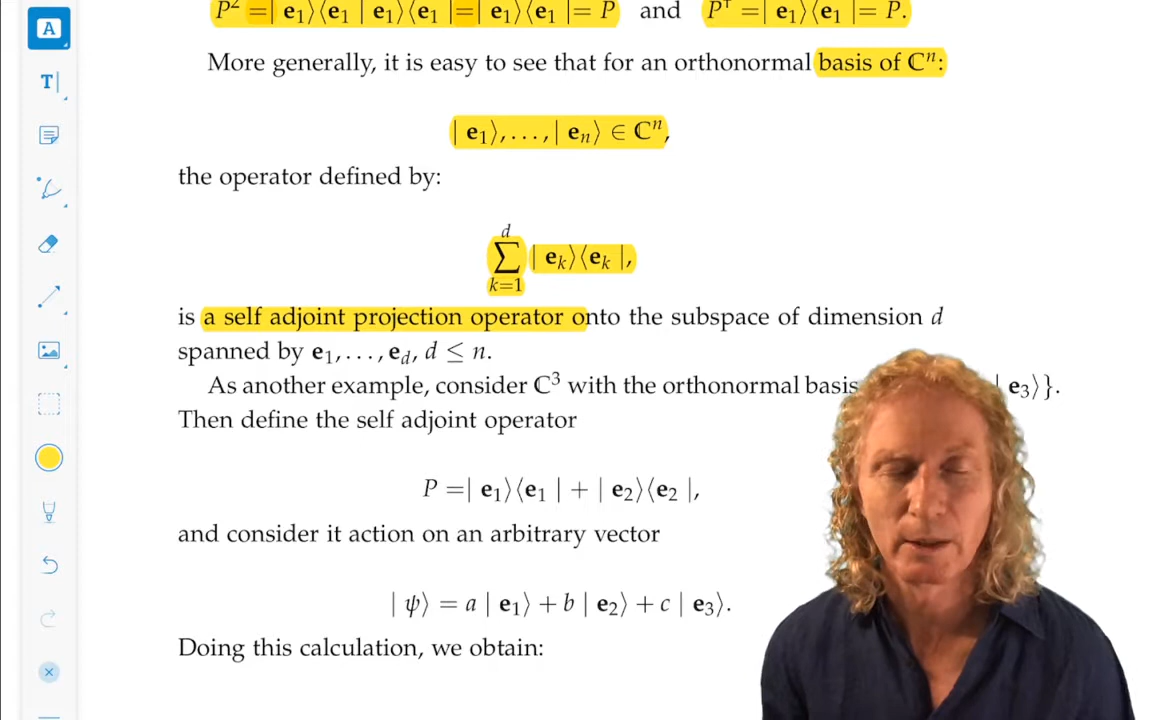 P² =| e₁⟩⟨e₁ | e₁⟩⟨e₁ |=| e₁⟩⟨e₁ |= P and P† =| e₁⟩⟨e₁ |= P.
More generally, it is easy to see that for an orthonormal basis of ℂⁿ:
| e₁⟩, . . . , | eₙ⟩ ∈ ℂⁿ,
the operator defined by:
d
∑ | eₖ⟩⟨eₖ |,
k=1
is a self adjoint projection operator onto the subspace of dimension d
spanned by e₁, . . . , e_d, d ≤ n.
As another example, consider ℂ³ with the orthonormal basis | e₃⟩}.
Then define the self adjoint operator
P =| e₁⟩⟨e₁ | + | e₂⟩⟨e₂ |,
and consider it action on an arbitrary vector
| ψ⟩ = a | e₁⟩ + b | e₂⟩ + c | e₃⟩.
Doing this calculation, we obtain: